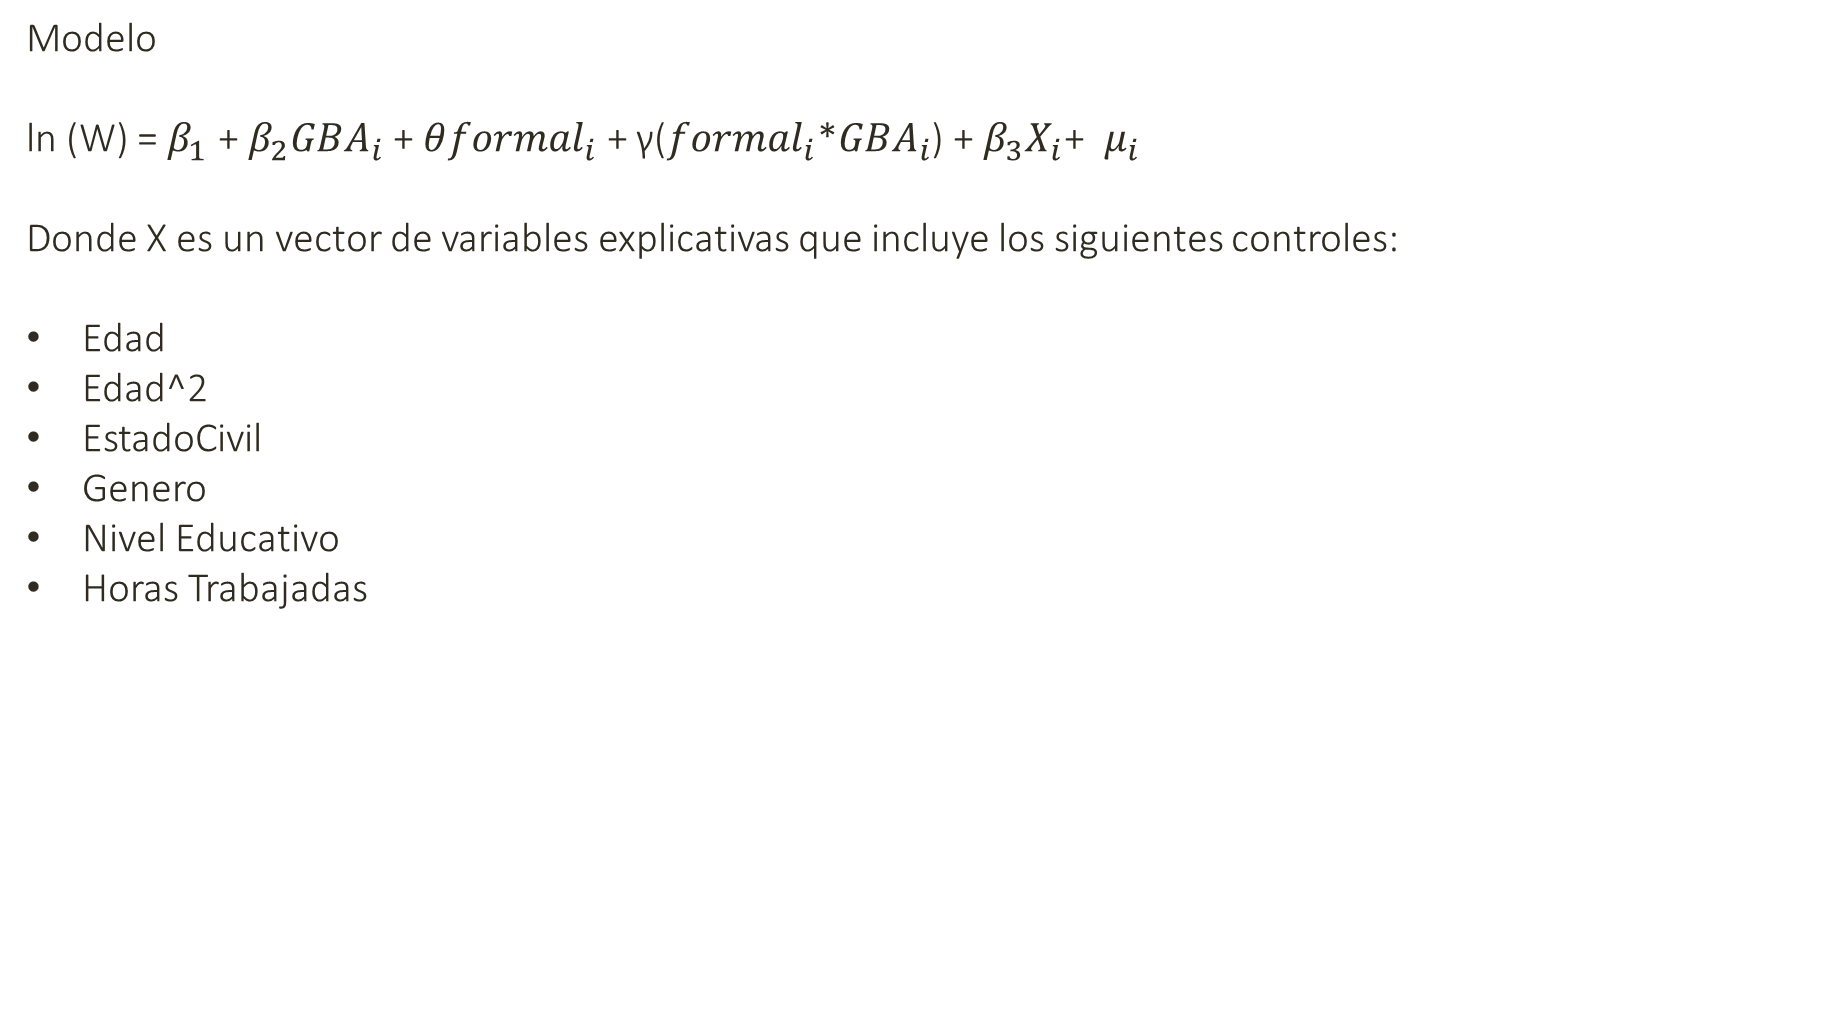 Modelo
ln (W) = β₁ + β₂GBAᵢ + θformalᵢ + γ(formalᵢ*GBAᵢ) + β₃Xᵢ+ μᵢ
Donde X es un vector de variables explicativas que incluye los siguientes controles:
• Edad
• Edad^2
• EstadoCivil
• Genero
• Nivel Educativo
• Horas Trabajadas